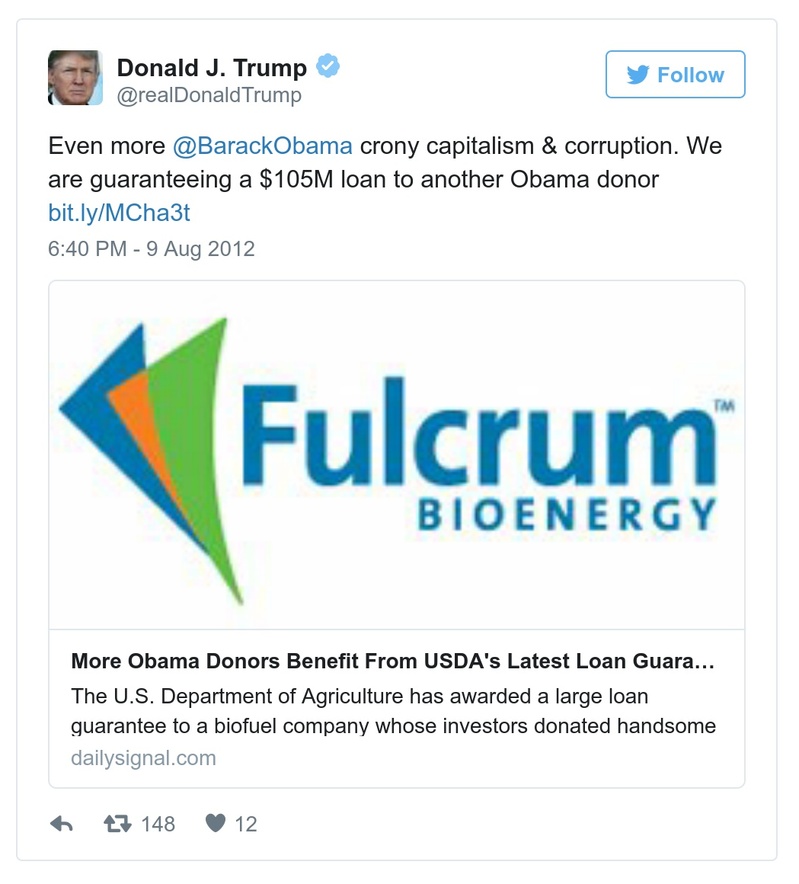 Donald J. Trump
@realDonaldTrump
Follow
Even more @BarackObama crony capitalism & corruption. We
are guaranteeing a $105M loan to another Obama donor
bit.ly/MCha3t
6:40 PM - 9 Aug 2012
Fulcrum™
BIOENERGY
More Obama Donors Benefit From USDA's Latest Loan Guara…
The U.S. Department of Agriculture has awarded a large loan
guarantee to a biofuel company whose investors donated handsome
dailysignal.com
148
12